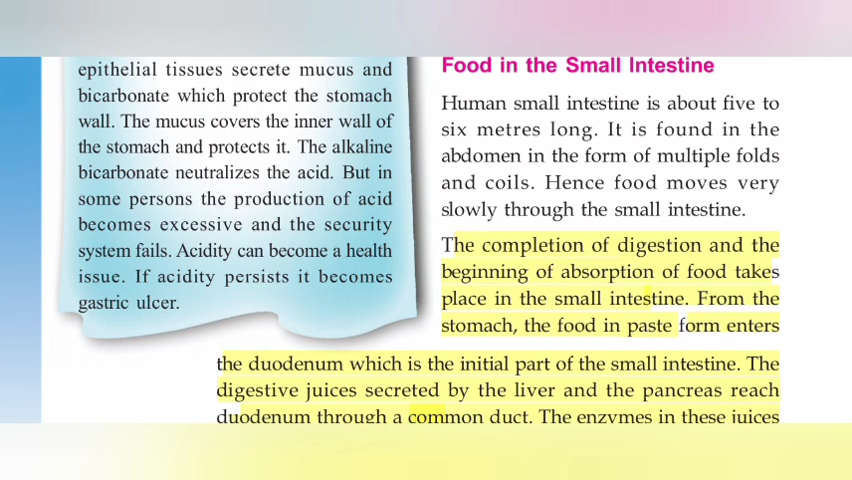 epithelial tissues secrete mucus and
bicarbonate which protect the stomach
wall. The mucus covers the inner wall of
the stomach and protects it. The alkaline
bicarbonate neutralizes the acid. But in
some persons the production of acid
becomes excessive and the security
system fails. Acidity can become a health
issue. If acidity persists it becomes
gastric ulcer.
Food in the Small Intestine
Human small intestine is about five to
six metres long. It is found in the
abdomen in the form of multiple folds
and coils. Hence food moves very
slowly through the small intestine.
The completion of digestion and the
beginning of absorption of food takes
place in the small intestine. From the
stomach, the food in paste form enters
the duodenum which is the initial part of the small intestine. The
digestive juices secreted by the liver and the pancreas reach
duodenum through a common duct. The enzymes in these juices